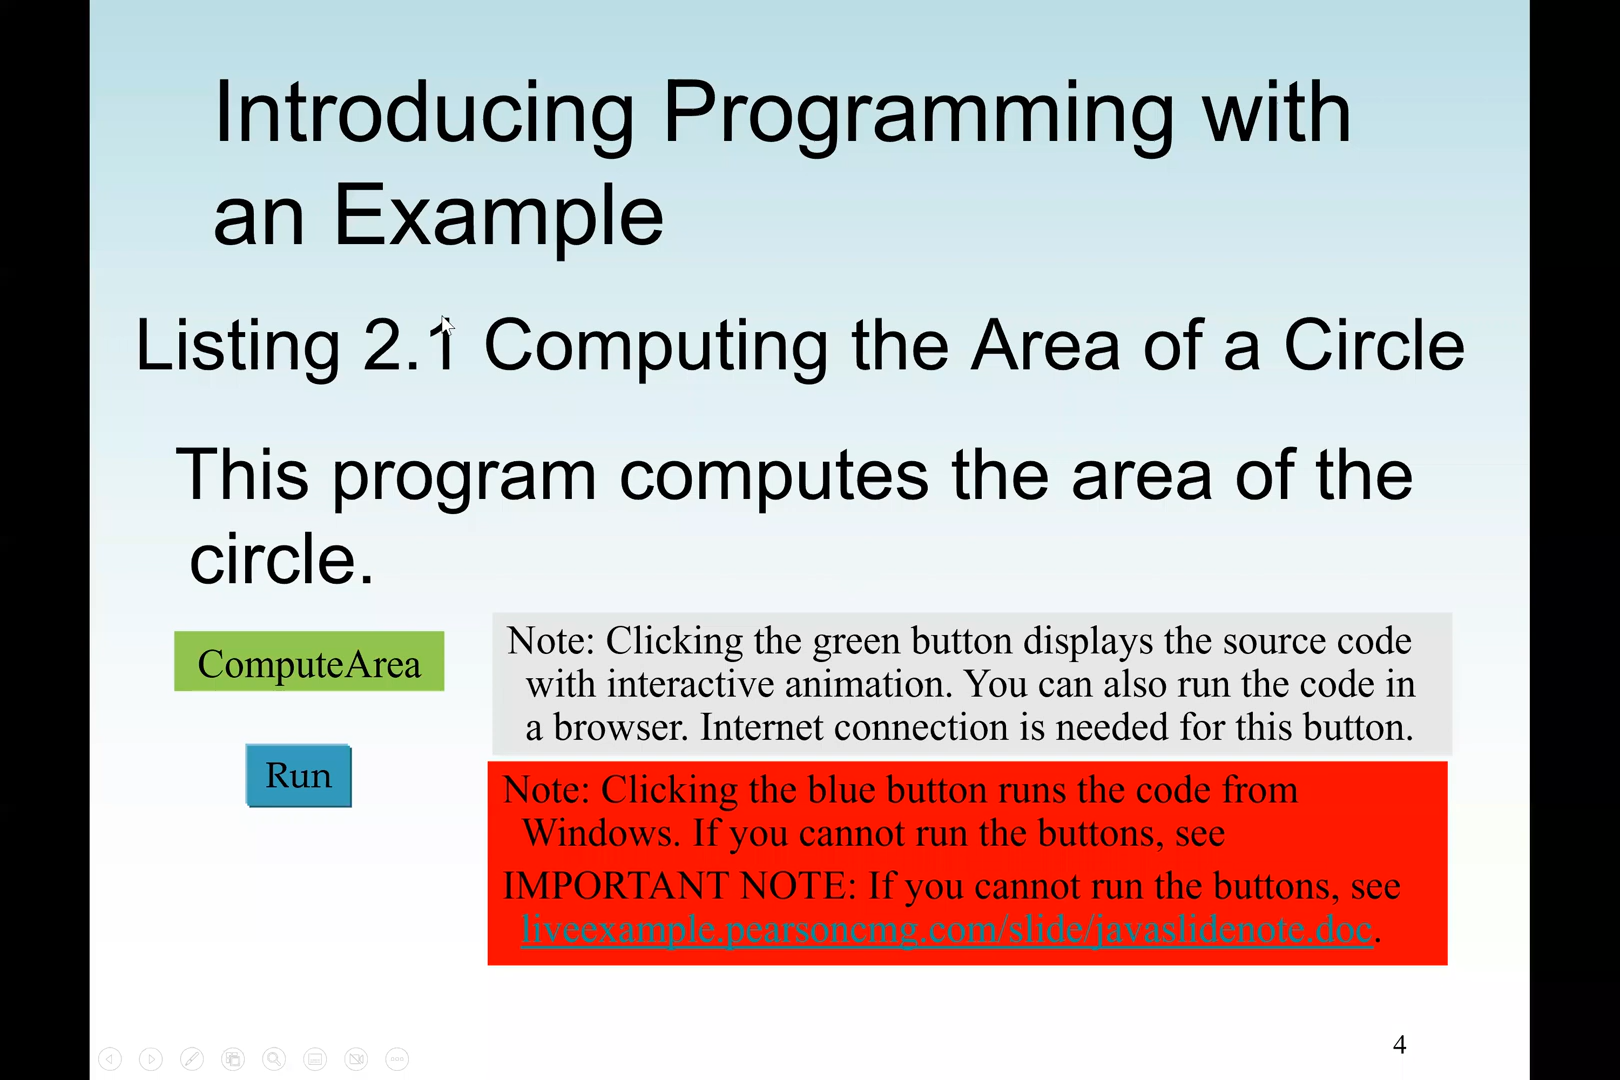 Introducing Programming with
an Example
Listing 2.1 Computing the Area of a Circle
This program computes the area of the
circle.
ComputeArea
Note: Clicking the green button displays the source code
with interactive animation. You can also run the code in
a browser. Internet connection is needed for this button.
Run
Note: Clicking the blue button runs the code from
Windows. If you cannot run the buttons, see
IMPORTANT NOTE: If you cannot run the buttons, see
liveexample.pearsoncmg.com/slide/javaslidenote.doc.
4